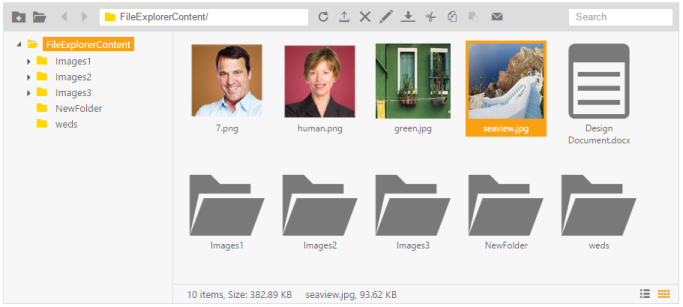 FileExplorerContent/
Search
FileExplorerContent
Images1
Images2
Images3
NewFolder
weds
7.png
human.png
green.jpg
seaview.jpg
Design
Document.docx
Images1
Images2
Images3
NewFolder
weds
10 items, Size: 382.89 KB seaview.jpg, 93.62 KB